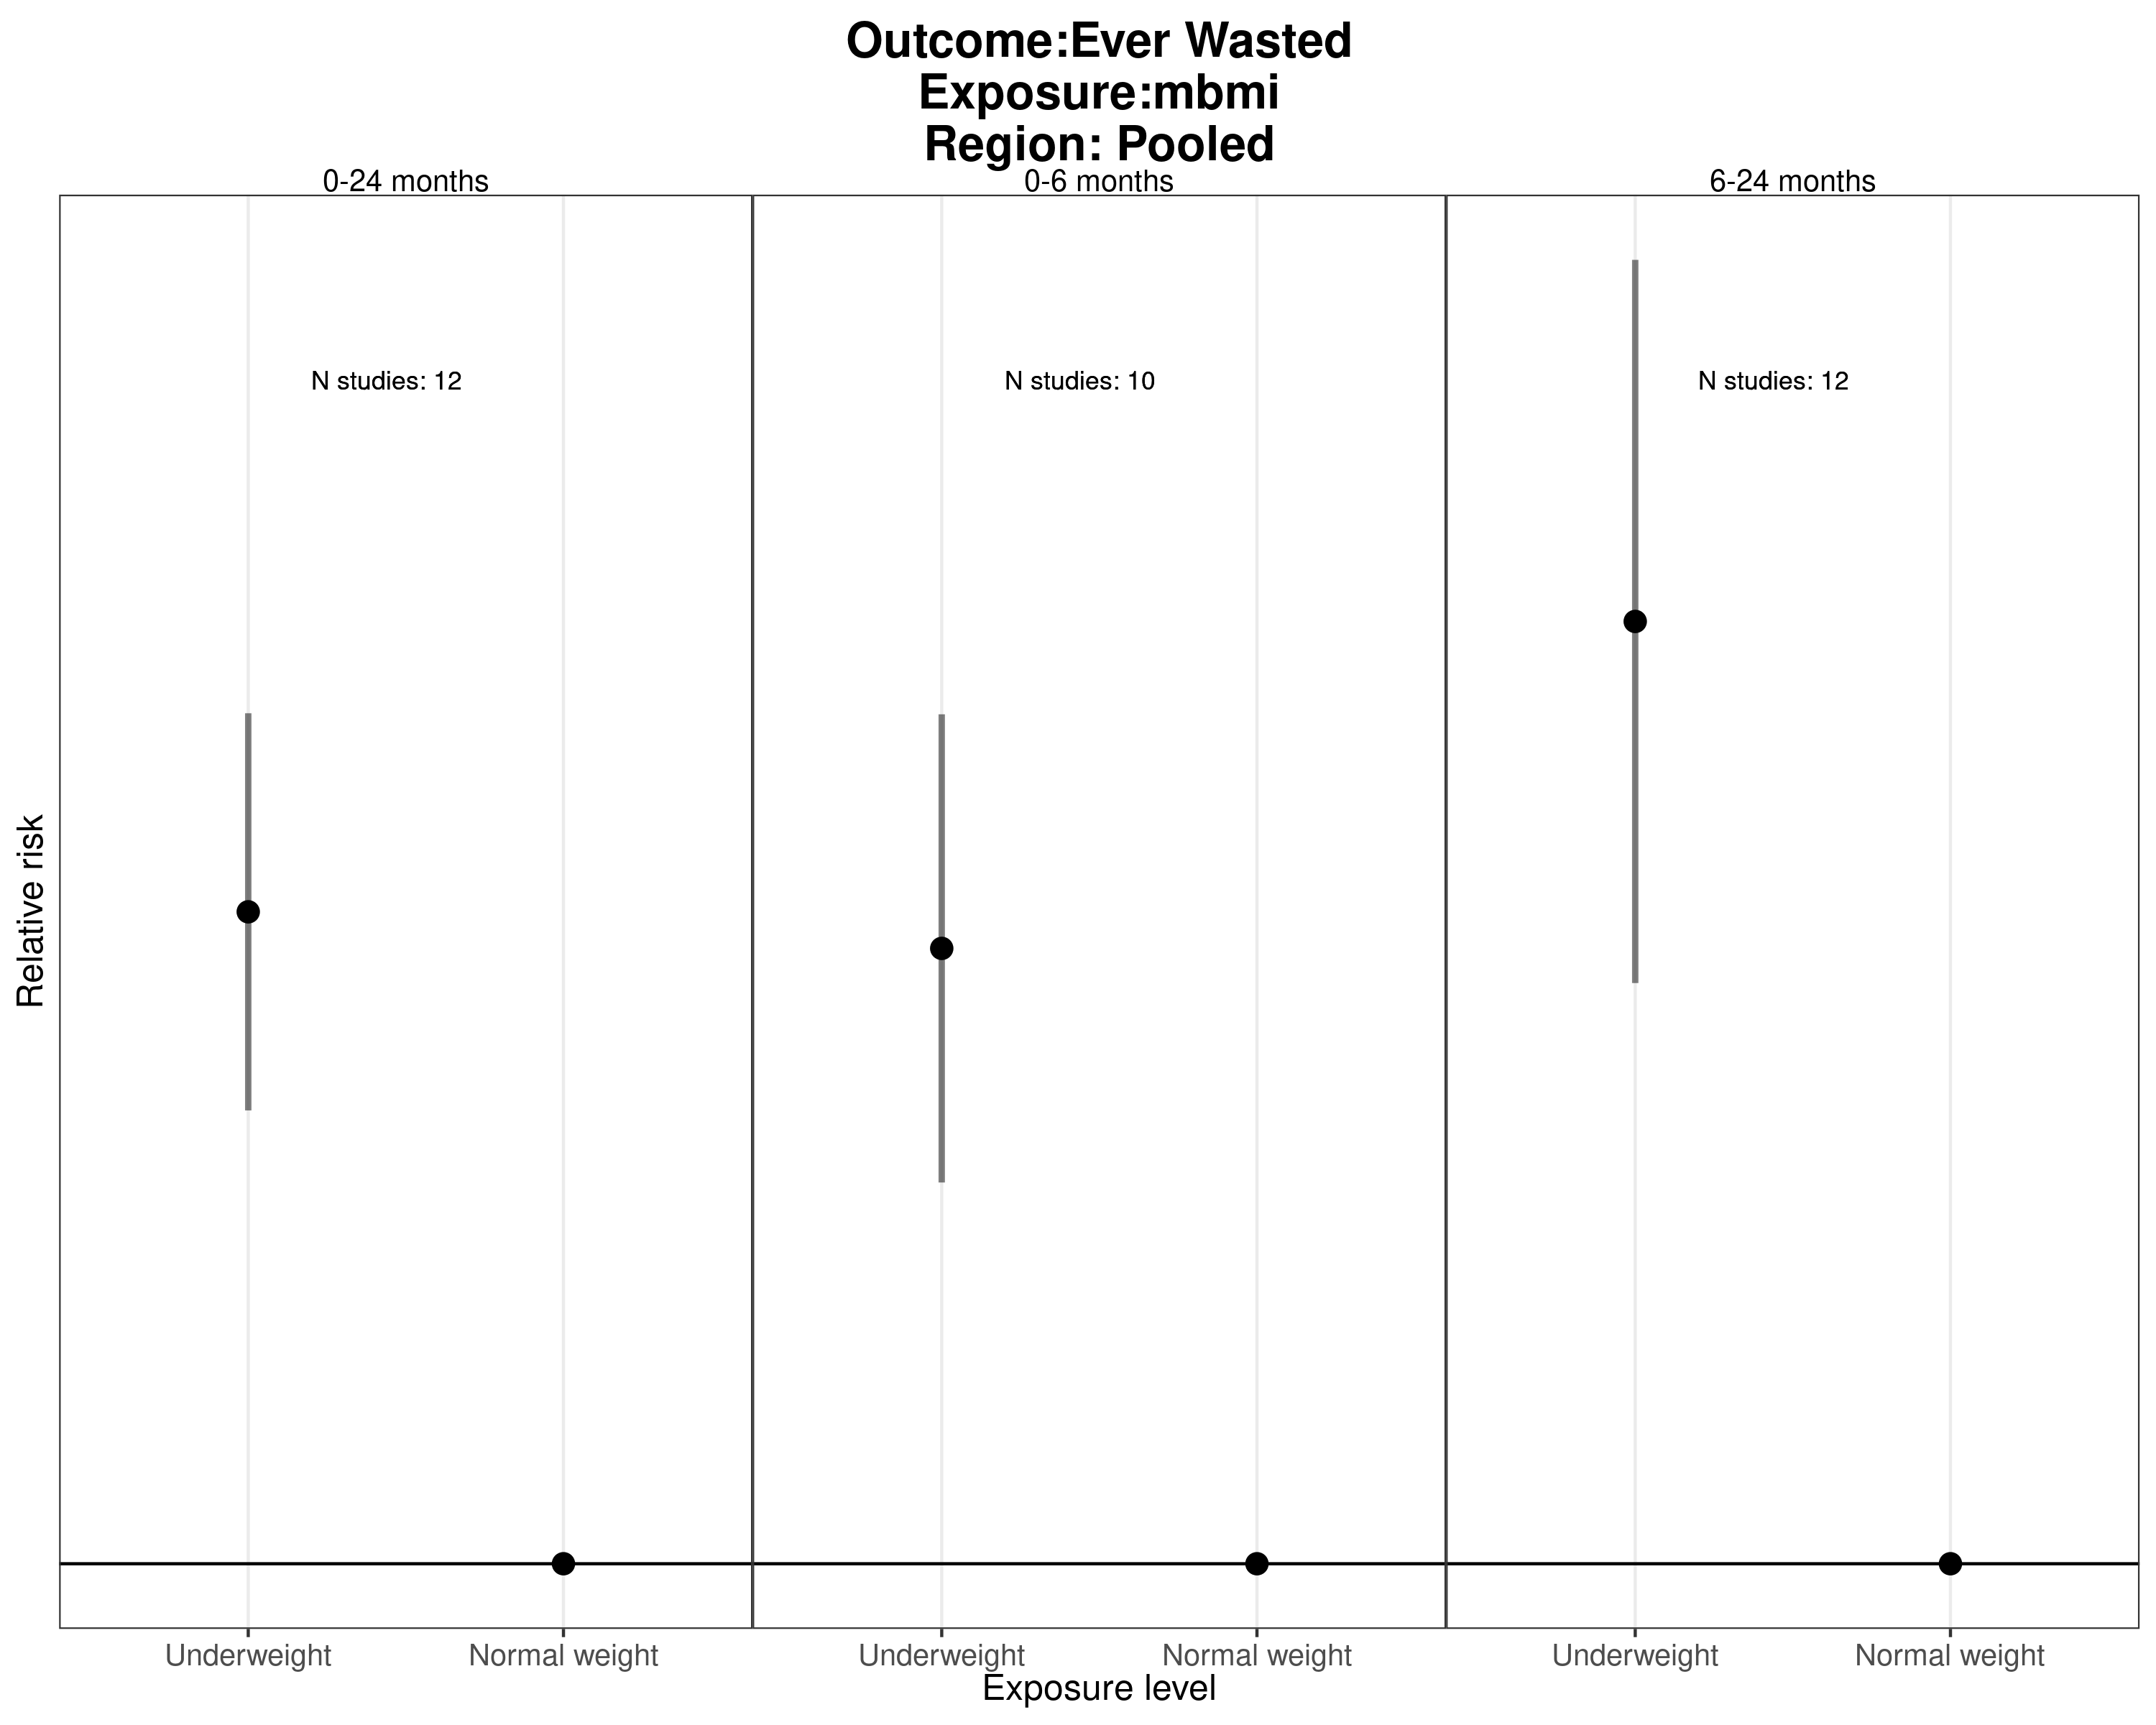 Outcome:Ever Wasted
Exposure:mbmi
Region: Pooled
0-24 months
0-6 months
6-24 months
N studies: 12
N studies: 10
N studies: 12
Relative risk
Underweight
Normal weight
Underweight
Normal weight
Underweight
Normal weight
Exposure level